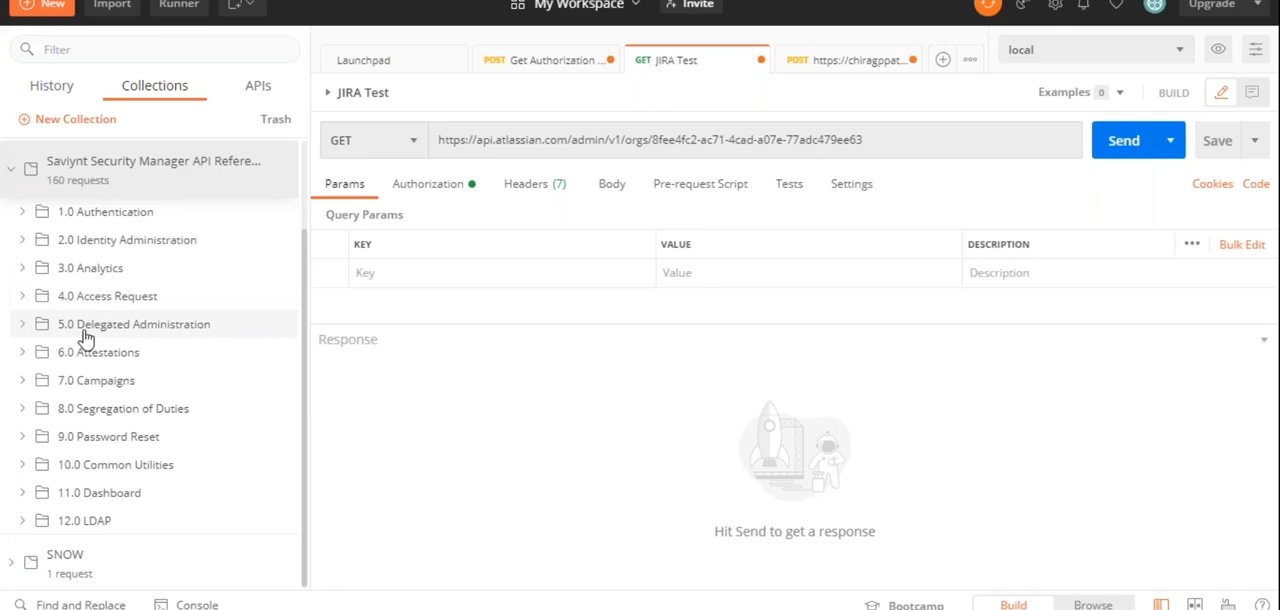 New Import Runner My Workspace Invite Upgrade
Filter
History Collections APIs
New Collection Trash
Saviynt Security Manager API Refere...
160 requests
1.0 Authentication
2.0 Identity Administration
3.0 Analytics
4.0 Access Request
5.0 Delegated Administration
6.0 Attestations
7.0 Campaigns
8.0 Segregation of Duties
9.0 Password Reset
10.0 Common Utilities
11.0 Dashboard
12.0 LDAP
SNOW
1 request
Launchpad POST Get Authorization ... GET JIRA Test POST https://chiragppat... local
JIRA Test Examples 0 BUILD
GET https://api.atlassian.com/admin/v1/orgs/8fee4fc2-ac71-4cad-a07e-77adc479ee63 Send Save
Params Authorization Headers (7) Body Pre-request Script Tests Settings Cookies Code
Query Params
KEY VALUE DESCRIPTION Bulk Edit
Key Value Description
Response
Hit Send to get a response
Find and Replace Console Bootcamp Build Browse